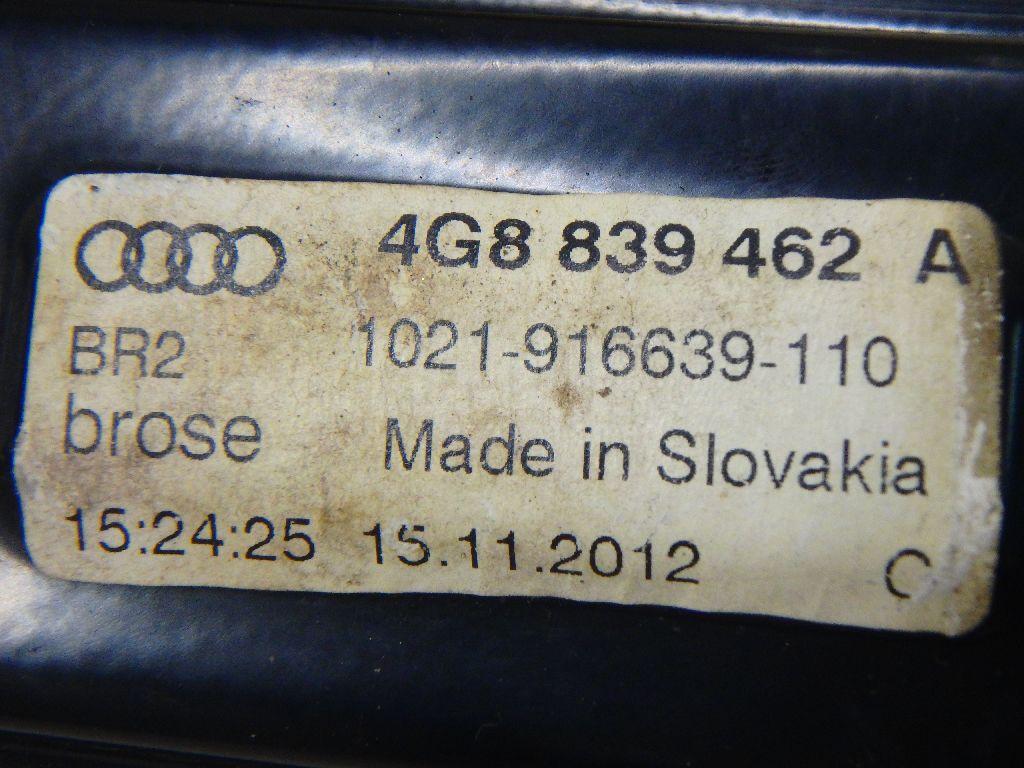 4G8 839 462 A
BR2 1021-916639-110
brose Made in Slovakia
15:24:25 15.11.2012 C